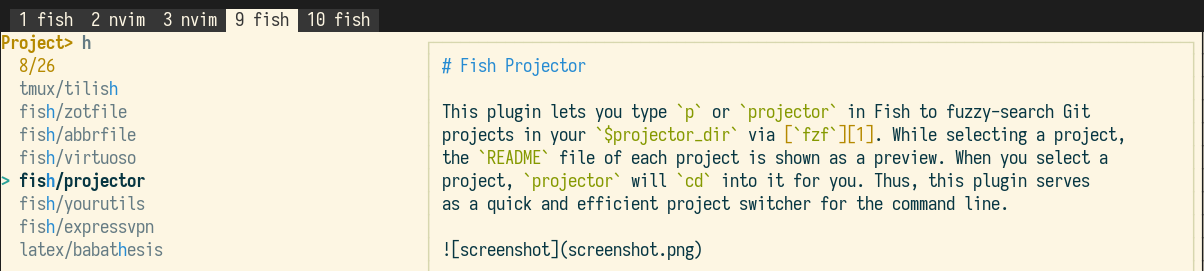 1 fish 2 nvim 3 nvim 9 fish 10 fish
Project> h
8/26
tmux/tilish
fish/zotfile
fish/abbrfile
fish/virtuoso
> fish/projector
fish/yourutils
fish/expressvpn
latex/babathesis
# Fish Projector
This plugin lets you type `p` or `projector` in Fish to fuzzy-search Git
projects in your `$projector_dir` via [`fzf`][1]. While selecting a project,
the `README` file of each project is shown as a preview. When you select a
project, `projector` will `cd` into it for you. Thus, this plugin serves
as a quick and efficient project switcher for the command line.
![screenshot](screenshot.png)